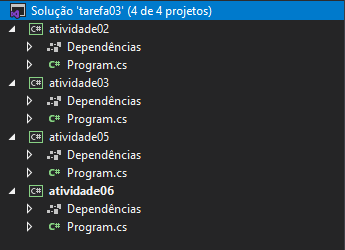 Solução 'tarefa03' (4 de 4 projetos)
C# atividade02
Dependências
C# Program.cs
C# atividade03
Dependências
C# Program.cs
C# atividade05
Dependências
C# Program.cs
C# atividade06
Dependências
C# Program.cs